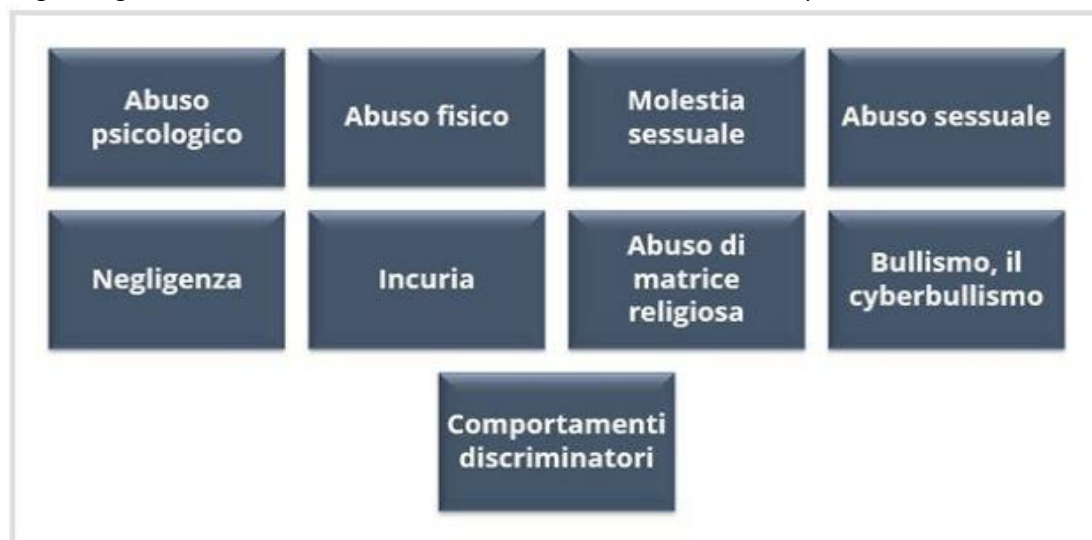 Abuso
psicologico
Abuso fisico
Molestia
sessuale
Abuso sessuale
Negligenza
Incuria
Abuso di
matrice
religiosa
Bullismo, il
cyberbullismo
Comportamenti
discriminatori